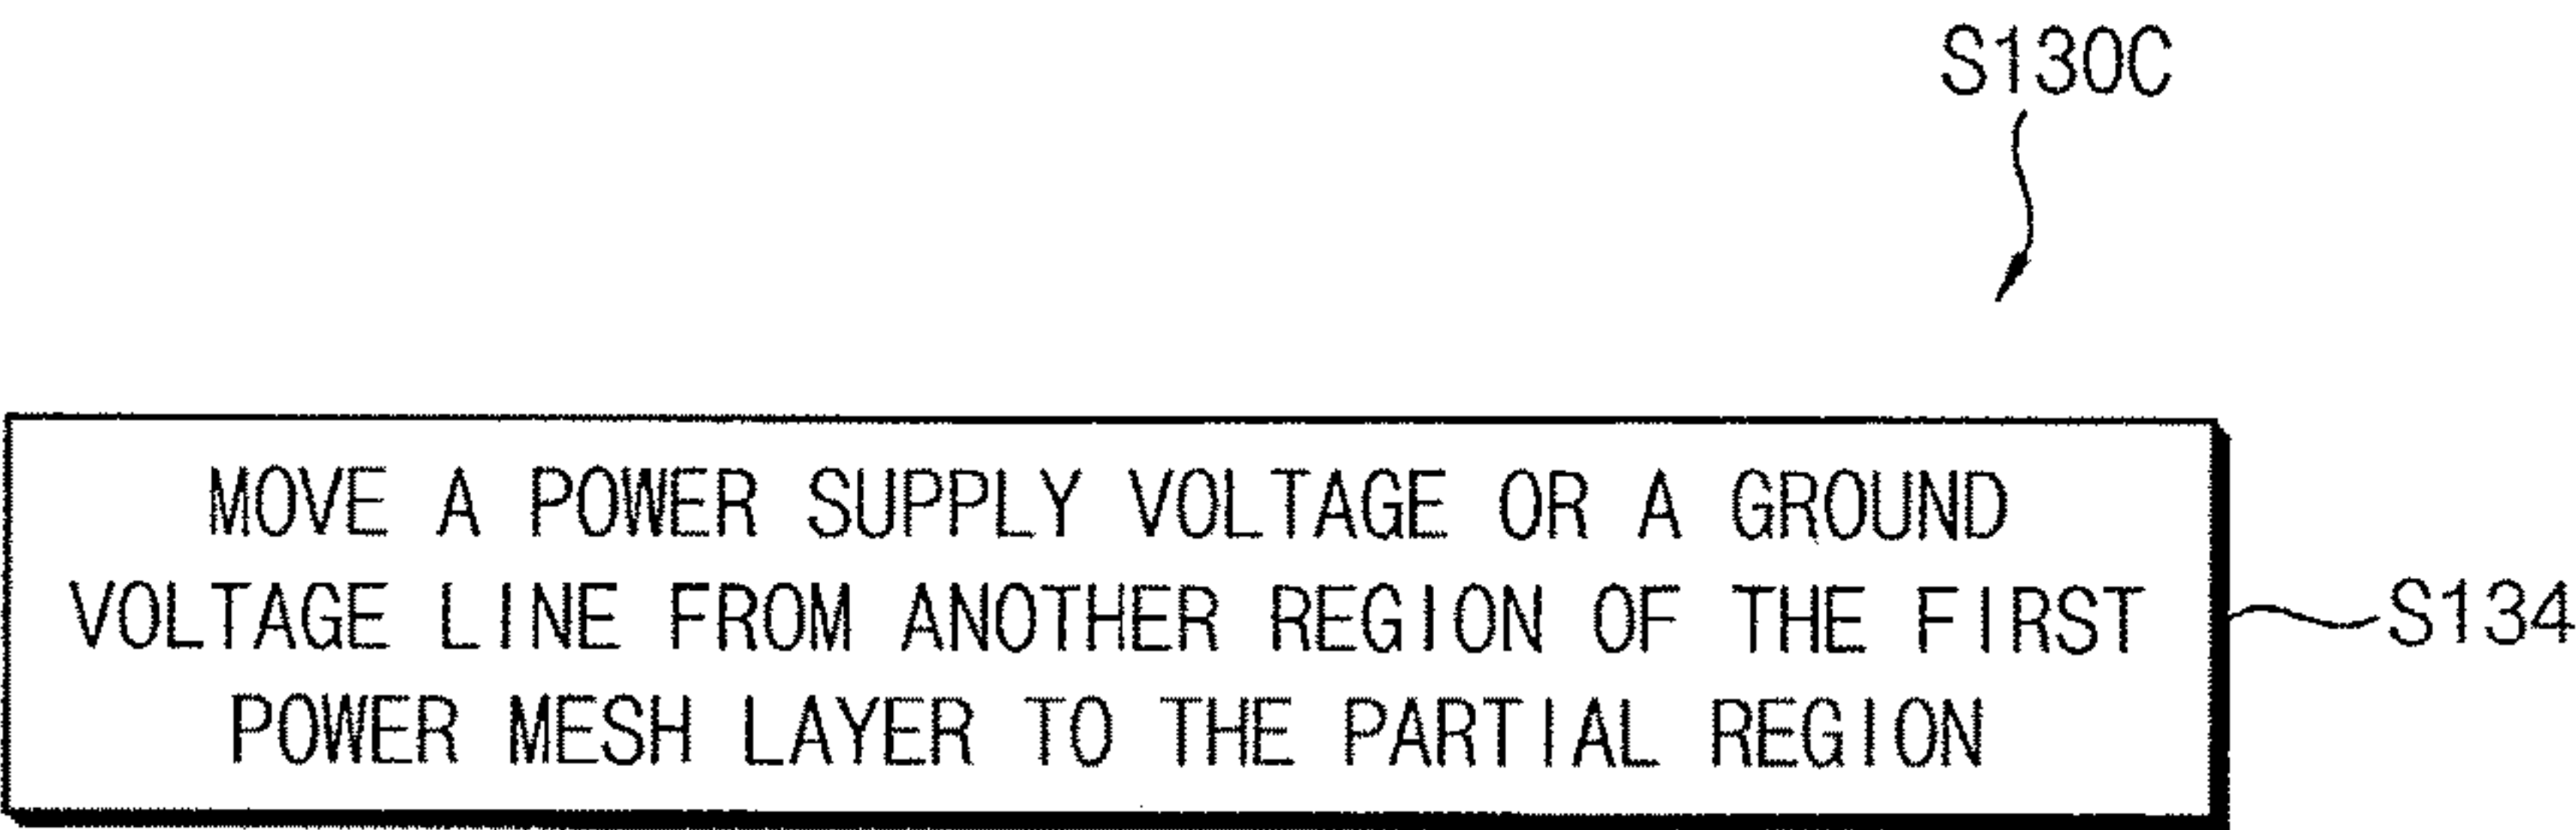 S130C
MOVE A POWER SUPPLY VOLTAGE OR A GROUND
VOLTAGE LINE FROM ANOTHER REGION OF THE FIRST
POWER MESH LAYER TO THE PARTIAL REGION
S134